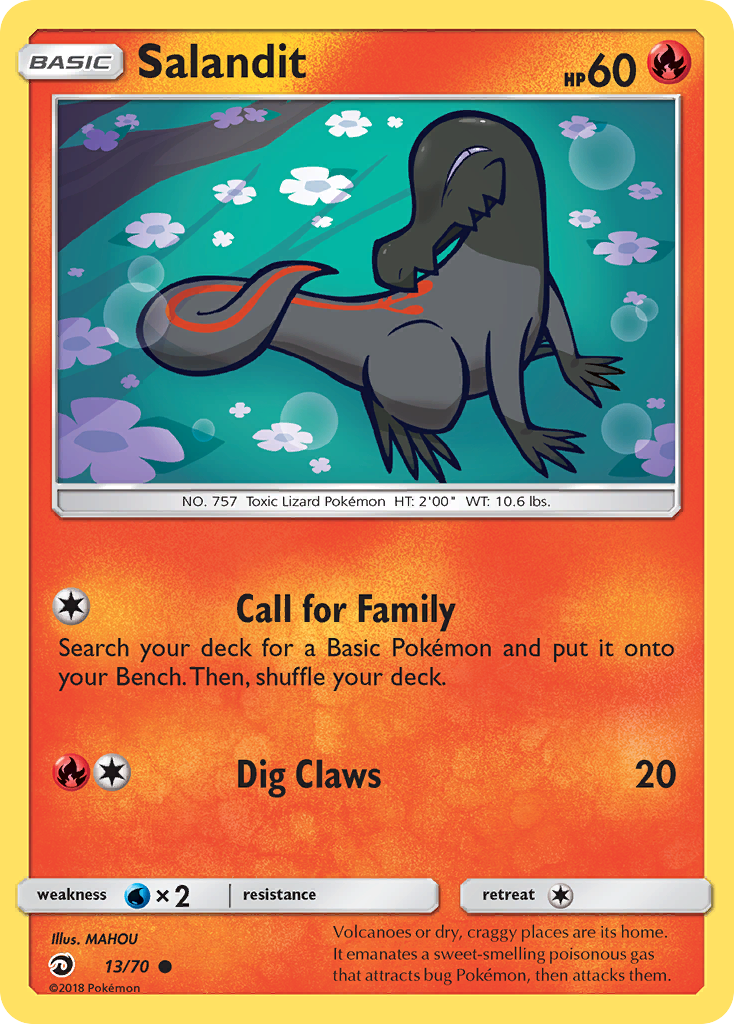 BASIC Salandit HP60
NO. 757 Toxic Lizard Pokémon HT: 2'00" WT: 10.6 lbs.
Call for Family
Search your deck for a Basic Pokémon and put it onto
your Bench. Then, shuffle your deck.
Dig Claws 20
weakness ×2 resistance retreat
Illus. MAHOU
13/70
©2018 Pokémon
Volcanoes or dry, craggy places are its home.
It emanates a sweet-smelling poisonous gas
that attracts bug Pokémon, then attacks them.